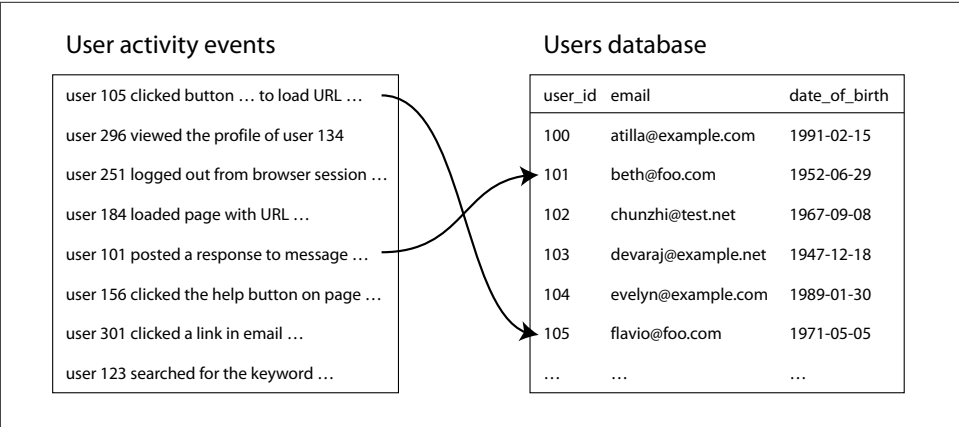 User activity events
user 105 clicked button … to load URL …
user 296 viewed the profile of user 134
user 251 logged out from browser session …
user 184 loaded page with URL …
user 101 posted a response to message …
user 156 clicked the help button on page …
user 301 clicked a link in email …
user 123 searched for the keyword …
Users database
user_id email date_of_birth
100 atilla@example.com 1991-02-15
101 beth@foo.com 1952-06-29
102 chunzhi@test.net 1967-09-08
103 devaraj@example.net 1947-12-18
104 evelyn@example.com 1989-01-30
105 flavio@foo.com 1971-05-05
… … …